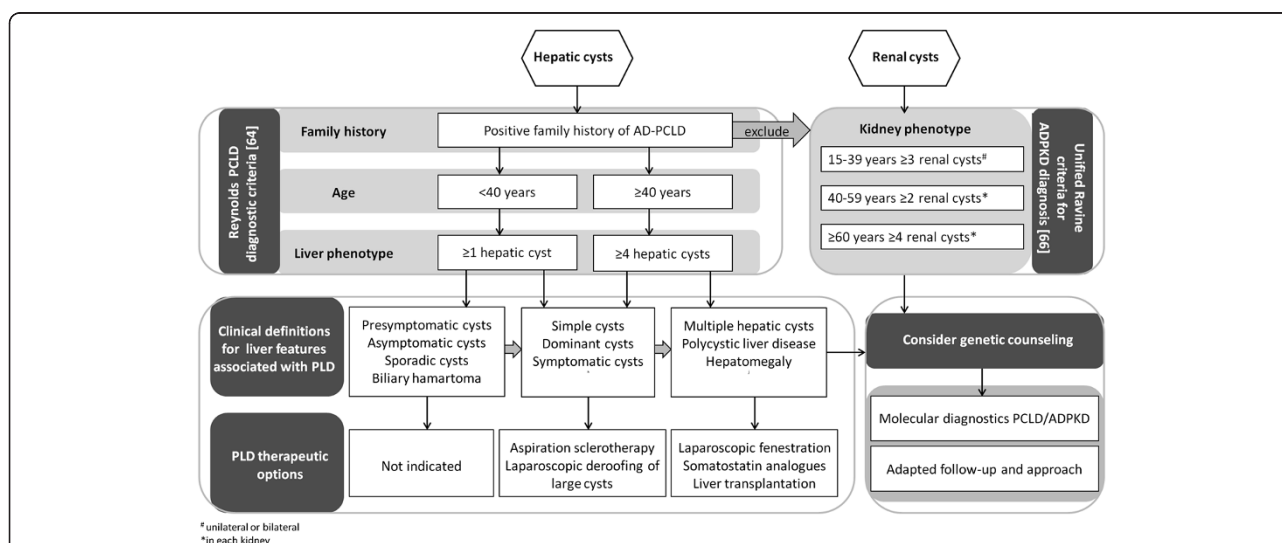 Hepatic cysts
Renal cysts
Reynolds PCLD
diagnostic criteria [64]
Family history
Positive family history of AD-PCLD
exclude
Age
<40 years
≥40 years
Liver phenotype
≥1 hepatic cyst
≥4 hepatic cysts
Kidney phenotype
15-39 years ≥3 renal cysts#
40-59 years ≥2 renal cysts*
≥60 years ≥4 renal cysts*
Unified Ravine
criteria for
ADPKD diagnosis [66]
Clinical definitions
for liver features
associated with PLD
Presymptomatic cysts
Asymptomatic cysts
Sporadic cysts
Biliary hamartoma
Simple cysts
Dominant cysts
Symptomatic cysts
Multiple hepatic cysts
Polycystic liver disease
Hepatomegaly
Consider genetic counseling
Molecular diagnostics PCLD/ADPKD
Adapted follow-up and approach
PLD therapeutic
options
Not indicated
Aspiration sclerotherapy
Laparoscopic deroofing of
large cysts
Laparoscopic fenestration
Somatostatin analogues
Liver transplantation
# unilateral or bilateral
*in each kidney